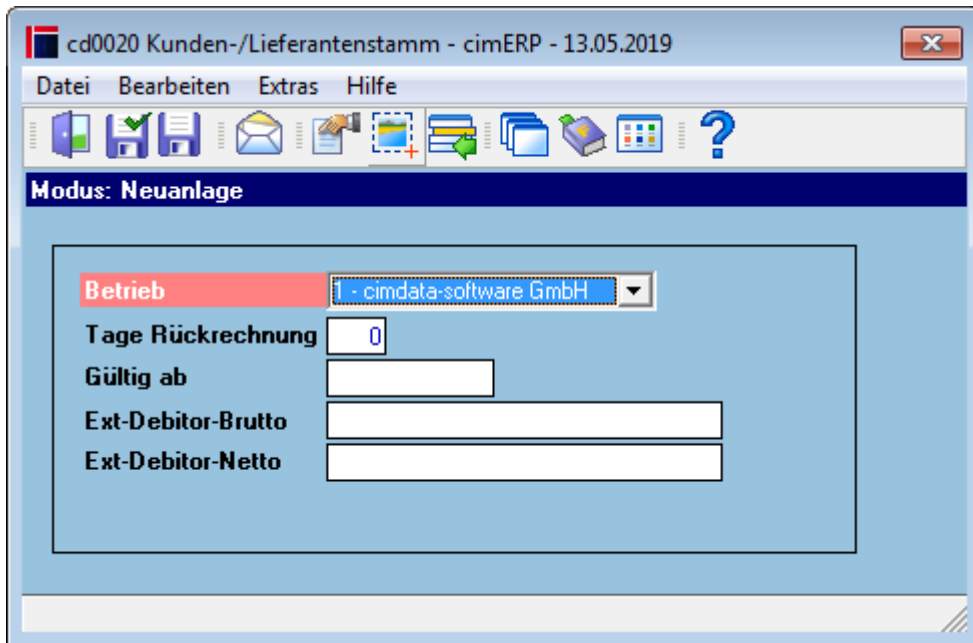 cd0020 Kunden-/Lieferantenstamm - cimERP - 13.05.2019
Datei Bearbeiten Extras Hilfe
Modus: Neuanlage
Betrieb 1 - cimdata-software GmbH
Tage Rückrechnung 0
Gültig ab
Ext-Debitor-Brutto
Ext-Debitor-Netto